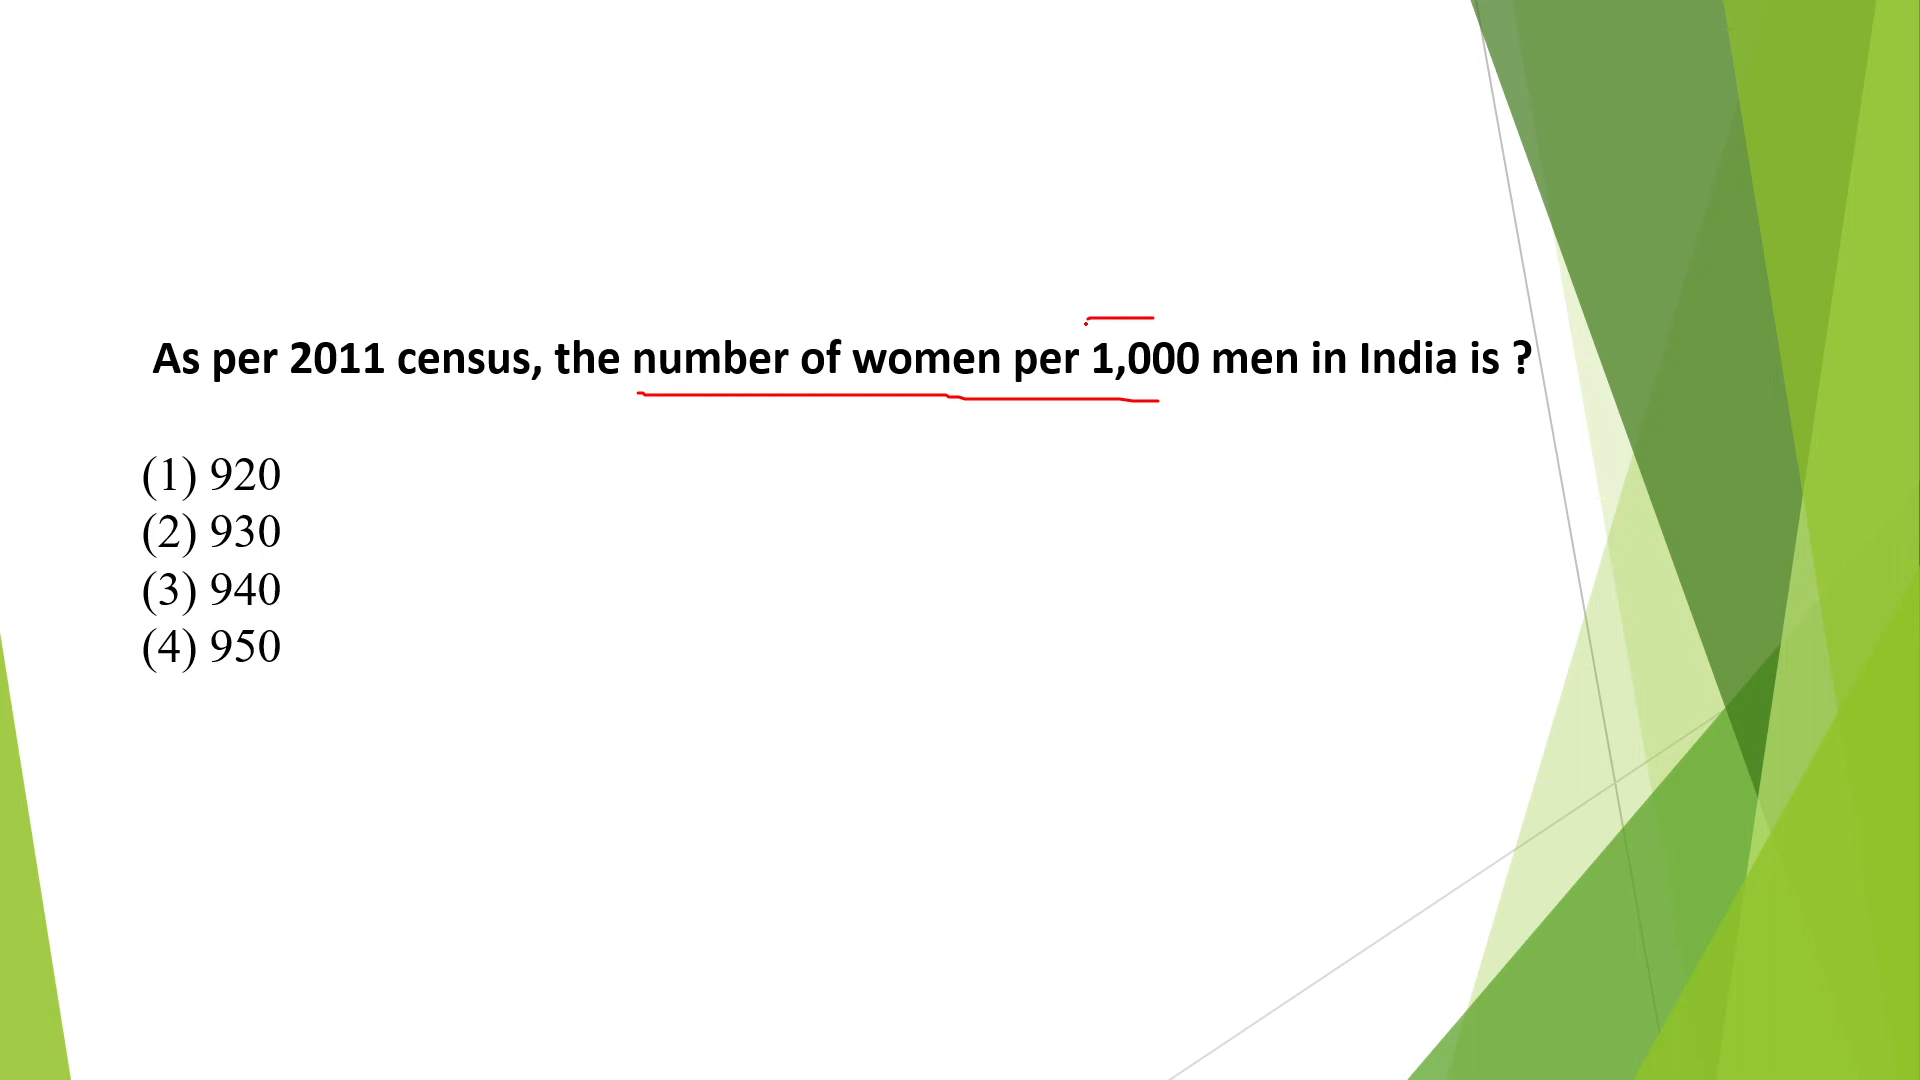 As per 2011 census, the number of women per 1,000 men in India is ?
(1) 920
(2) 930
(3) 940
(4) 950